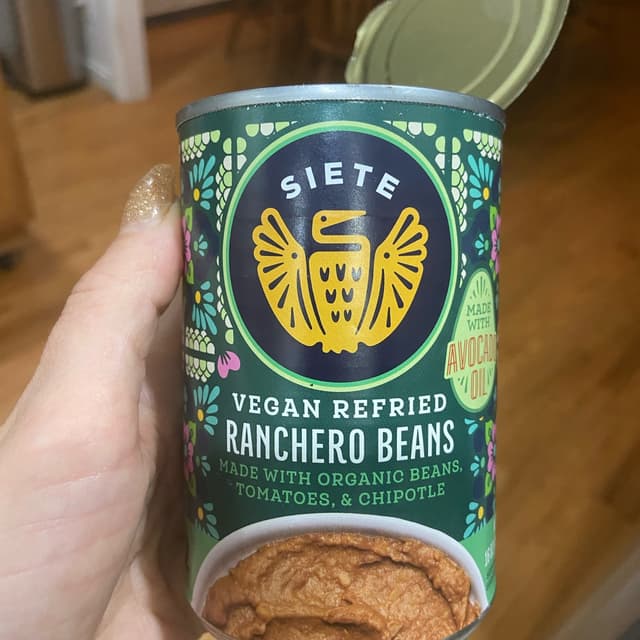 SIETE
MADE
WITH
AVOCADO
OIL
VEGAN REFRIED
RANCHERO BEANS
MADE WITH ORGANIC BEANS,
TOMATOES, & CHIPOTLE